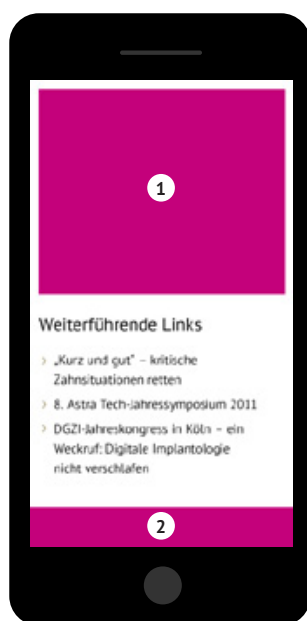 1
Weiterführende Links
„Kurz und gut“ – kritische
Zahnsituationen retten
8. Astra Tech-Jahressymposium 2011
DGZI-Jahreskongress in Köln – ein
Weckruf: Digitale Implantologie
nicht verschlafen
2